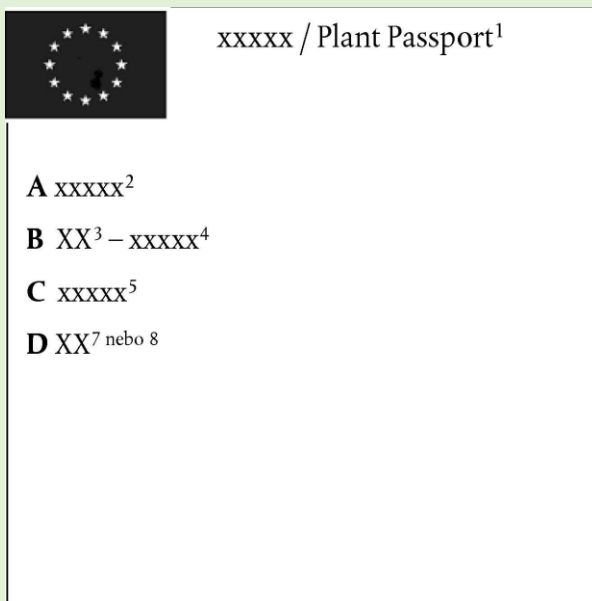 xxxxx / Plant Passport¹
A xxxxx²
B XX³ – xxxxx⁴
C xxxxx⁵
D XX⁷ ⁿᵉᵇᵒ ⁸